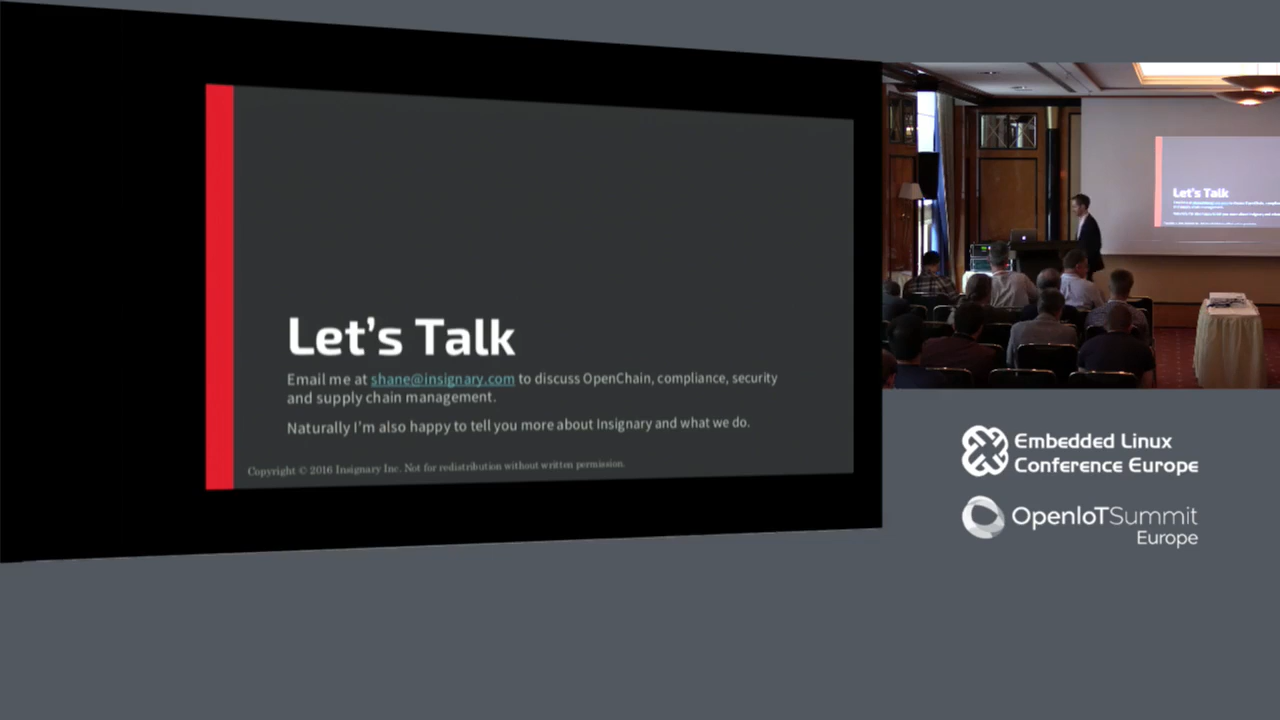 Let's Talk
Email me at shane@insignary.com to discuss OpenChain, compliance, security
and supply chain management.
Naturally I'm also happy to tell you more about Insignary and what we do.
Copyright © 2016 Insignary Inc. Not for redistribution without written permission.
Let's Talk
Embedded Linux
Conference Europe
OpenIoTSummit
Europe